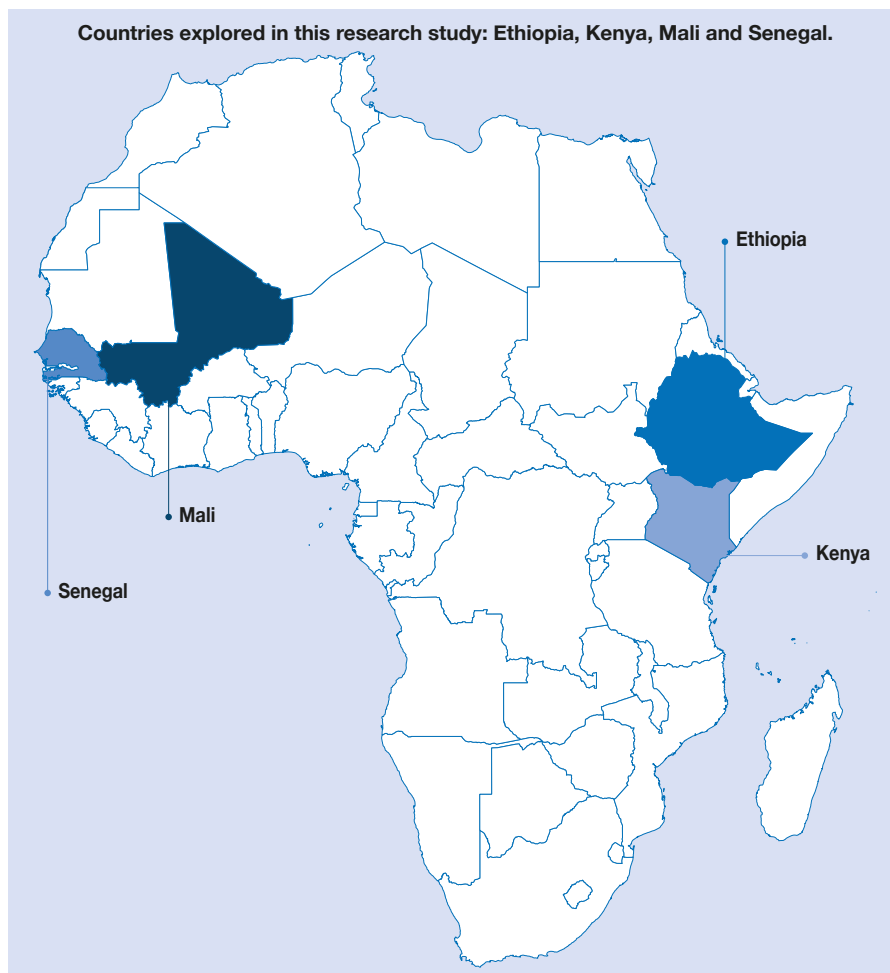 Countries explored in this research study: Ethiopia, Kenya, Mali and Senegal.
Ethiopia
Mali
Kenya
Senegal